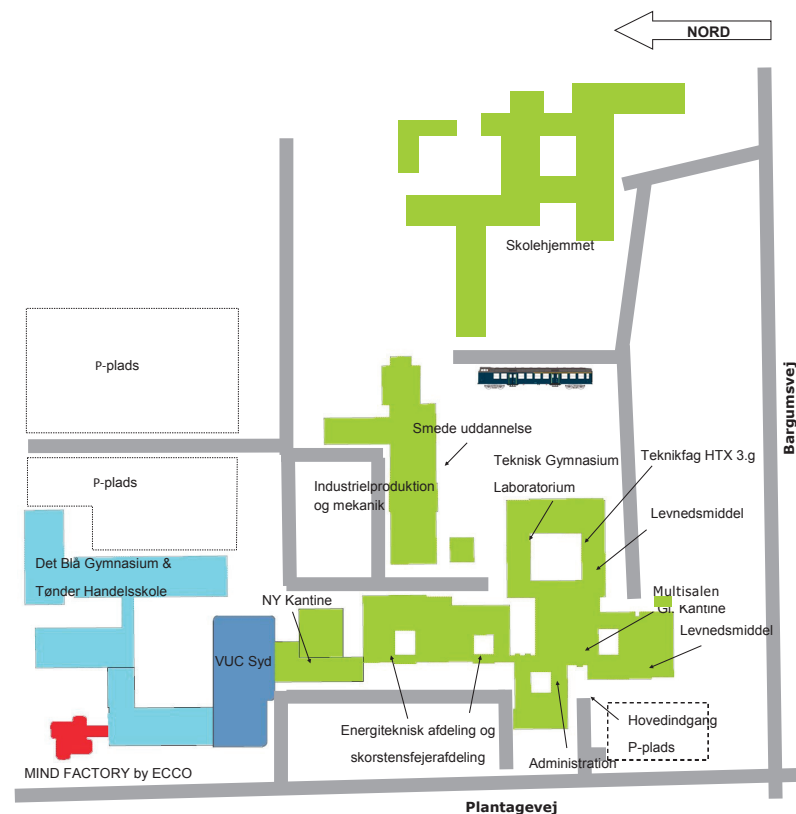 NORD
Skolehjemmet
P-plads
Bargumsvej
Smede uddannelse
Teknikfag HTX 3.g
Teknisk Gymnasium
Laboratorium
P-plads
Industrielproduktion
og mekanik
Levnedsmiddel
Det Blå Gymnasium &
Tønder Handelsskole
NY Kantine
Multisalen
Gl. Kantine
Levnedsmiddel
VUC Syd
Hovedindgang
Energiteknisk afdeling og
skorstensfejerafdeling
P-plads
Administration
MIND FACTORY by ECCO
Plantagevej